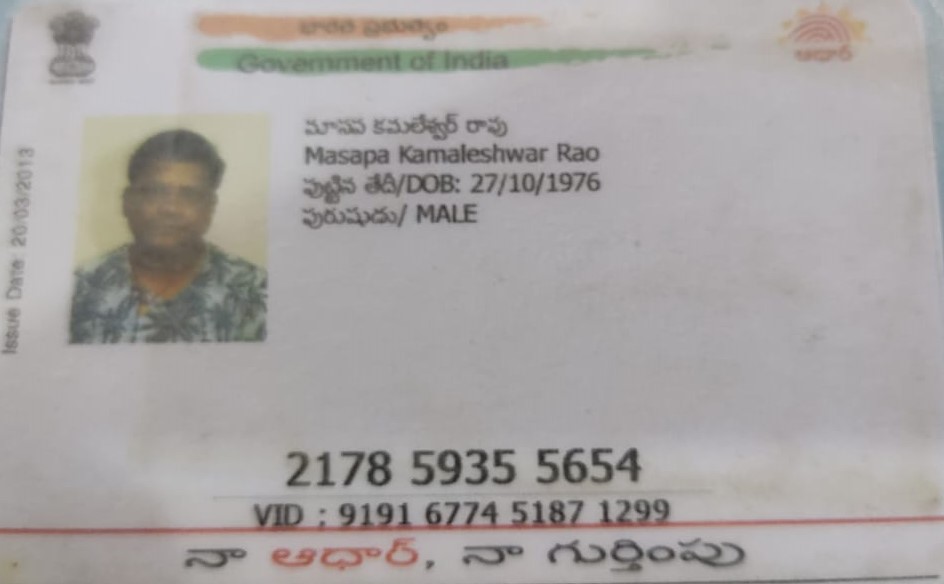 భారత ప్రభుత్వం
Government of India
ఆధార్
Issue Date: 20/03/2013
మాసప కమలేశ్వర్ రావు
Masapa Kamaleshwar Rao
పుట్టిన తేదీ/DOB: 27/10/1976
పురుషుడు/ MALE
2178 5935 5654
VID : 9191 6774 5187 1299
నా ఆధార్, నా గుర్తింపు